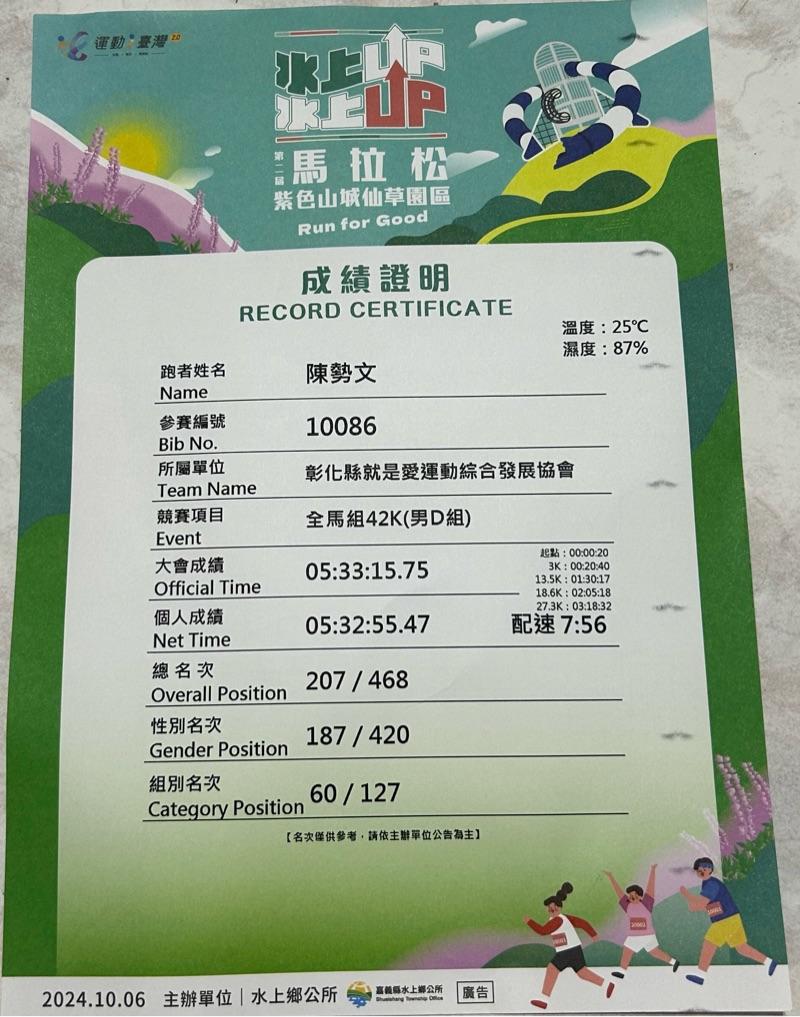 運動i臺灣2.0
水上UP
水上UP
第二屆
馬拉松
紫色山城仙草園區
Run for Good
成績證明
RECORD CERTIFICATE
溫度：25℃
濕度：87%
跑者姓名 陳勢文
Name
參賽編號 10086
Bib No.
所屬單位 彰化縣就是愛運動綜合發展協會
Team Name
競賽項目 全馬組42K(男D組)
Event
大會成績 05:33:15.75
Official Time
起點：00:00:20
3K：00:20:40
13.5K：01:30:17
18.6K：02:05:18
27.3K：03:18:32
個人成績 05:32:55.47 配速 7:56
Net Time
總名次 207 / 468
Overall Position
性別名次 187 / 420
Gender Position
組別名次 60 / 127
Category Position
【名次僅供參考，請依主辦單位公告為主】
2024.10.06 主辦單位｜水上鄉公所 嘉義縣水上鄉公所 廣告
Shueishang Township Office